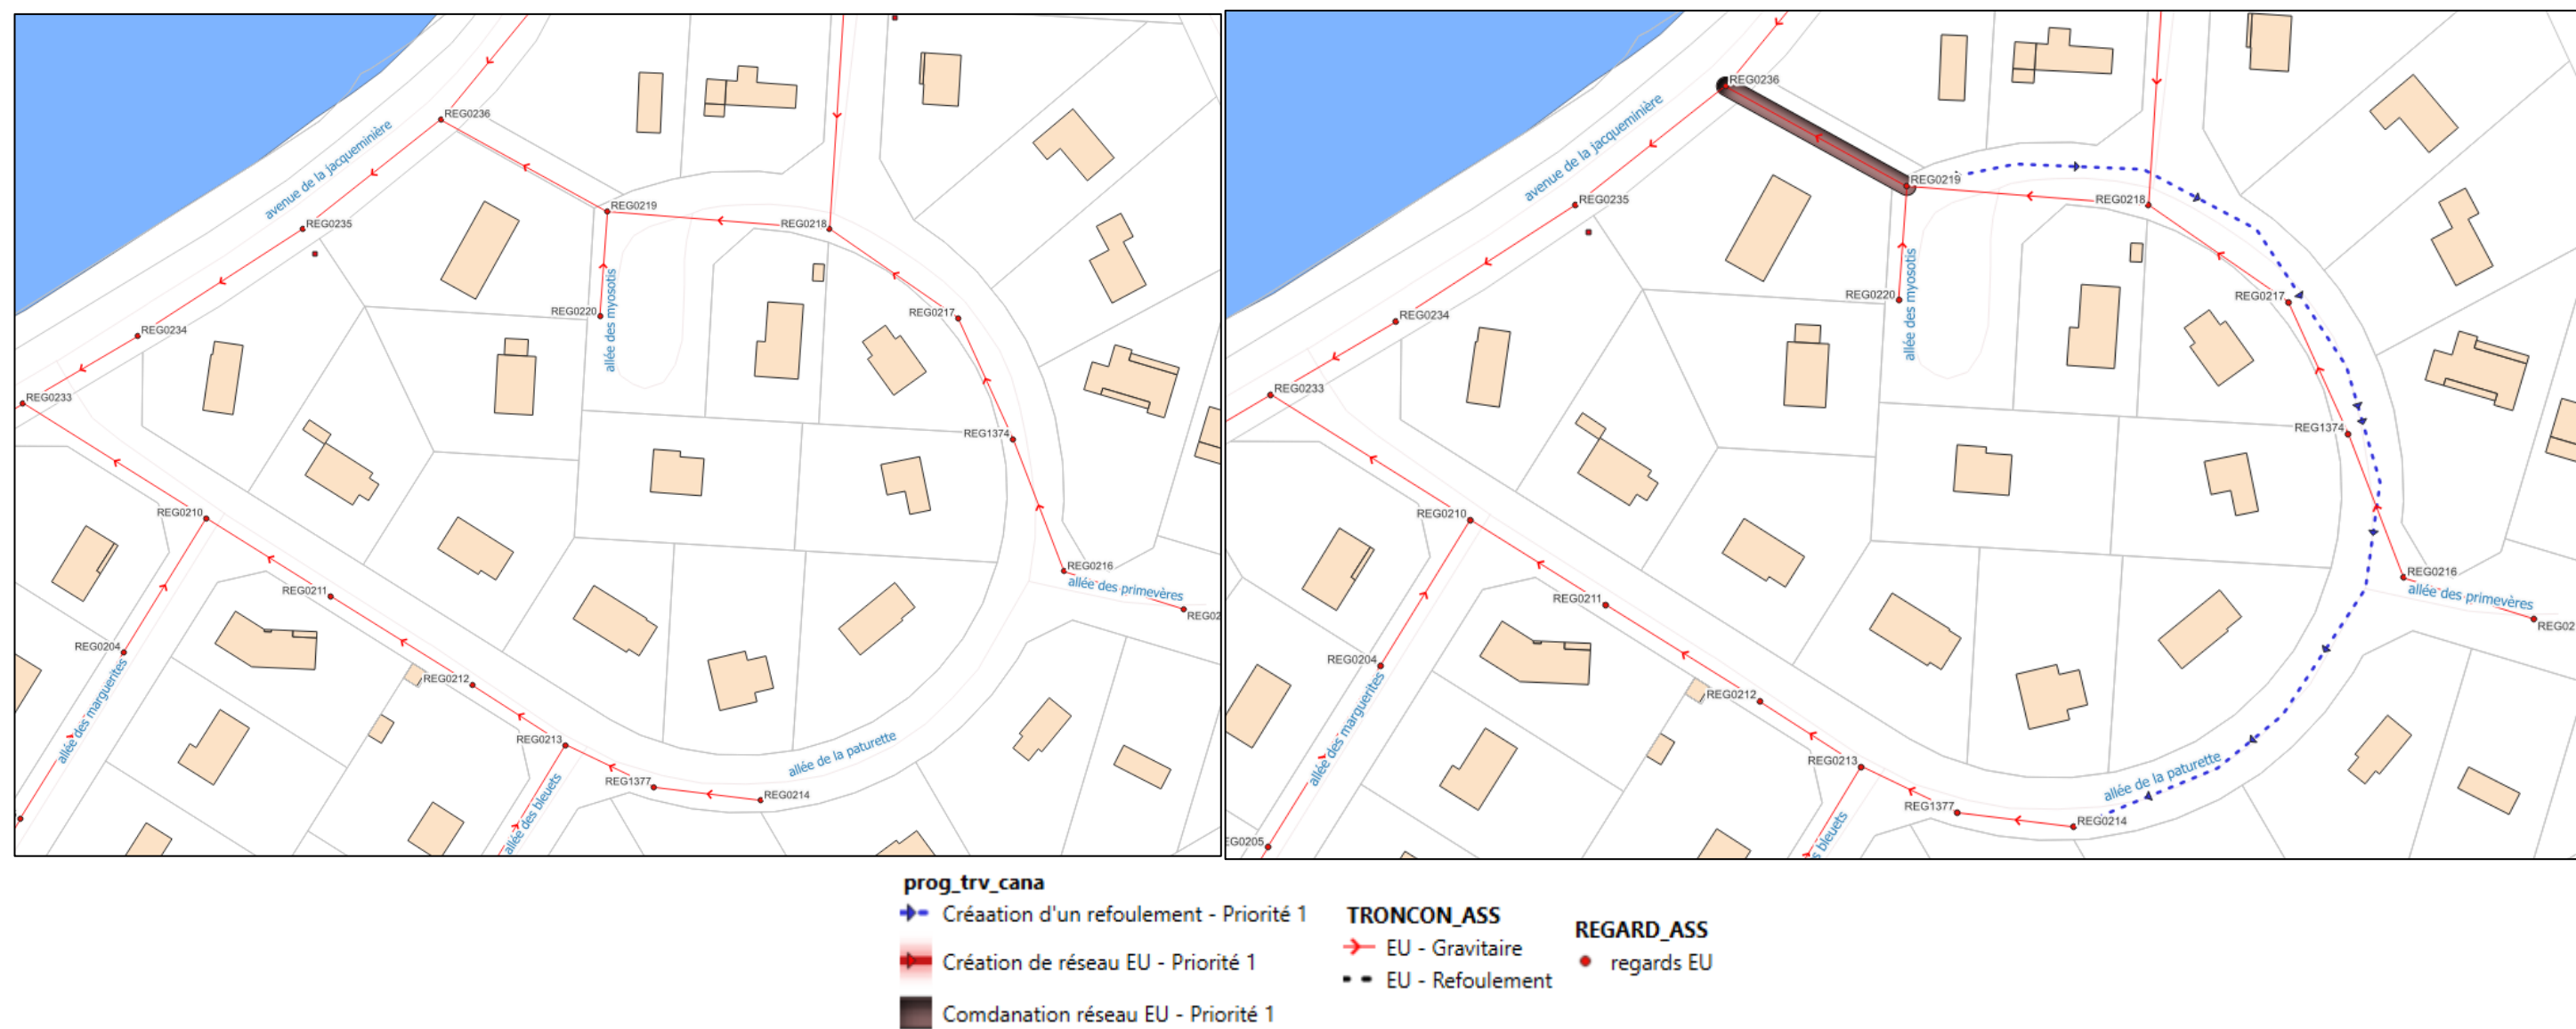 REG0236
avenue de la jacqueminière
REG0235
REG0219
REG0218
allée des myosotis
REG0220
REG0217
REG0234
REG0233
REG1374
REG0210
REG0216
allée des primevères
REG02
REG0211
REG0204
allée des marguerites
REG0212
REG0213
allée de la paturette
REG1377
REG0214
allée des bleuets
REG0236
avenue de la jacqueminière
REG0219
REG0235
REG0218
allée des myosotis
REG0220
REG0217
REG0234
REG0233
REG1374
REG0210
REG0216
allée des primevères
REG02
REG0211
REG0204
allée des marguerites
REG0212
REG0213
allée de la paturette
REG1377
REG0214
EG0205
s bleuets
prog_trv_cana
Créaation d'un refoulement - Priorité 1
Création de réseau EU - Priorité 1
Comdanation réseau EU - Priorité 1
TRONCON_ASS
EU - Gravitaire
EU - Refoulement
REGARD_ASS
regards EU